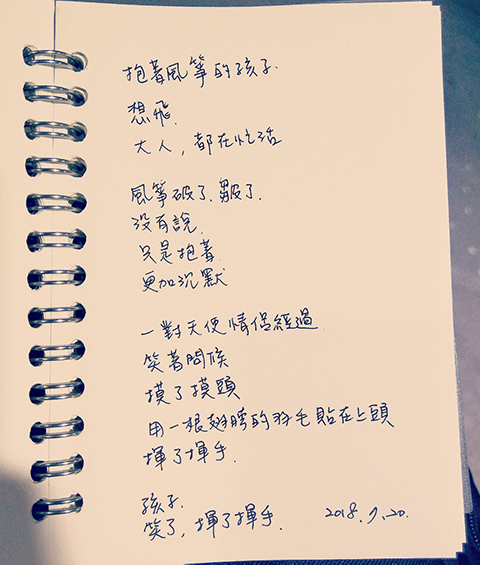 抱著風箏的孩子.
想飛.
大人, 都在忙活
風箏破了. 皺了.
沒有說.
只是抱著
更加沉默
一對天使情侶經過.
笑著問候
摸了摸頭
用一根翅膀的羽毛貼在上頭
揮了揮手.
孩子.
笑了, 揮了揮手. 2018.9.20.